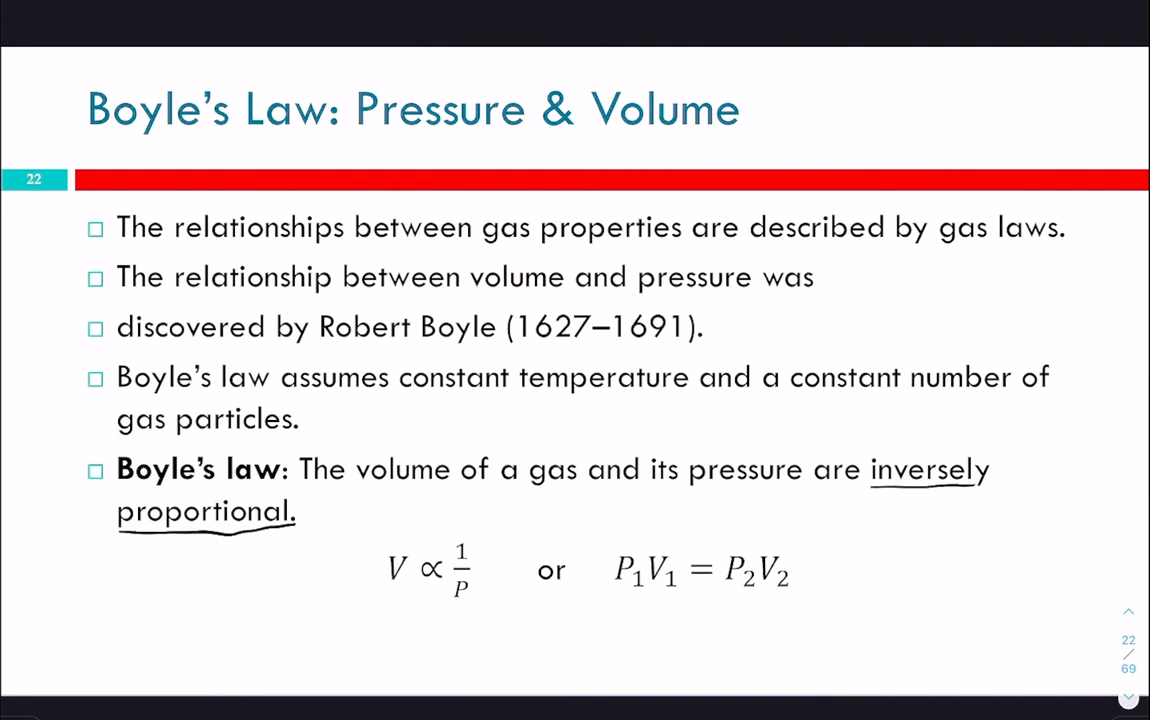 Boyle’s Law: Pressure & Volume
22
□ The relationships between gas properties are described by gas laws.
□ The relationship between volume and pressure was
□ discovered by Robert Boyle (1627–1691).
□ Boyle’s law assumes constant temperature and a constant number of
gas particles.
□ Boyle’s law: The volume of a gas and its pressure are inversely
proportional.
V ∝ 1/P or P₁V₁ = P₂V₂
22
/
69